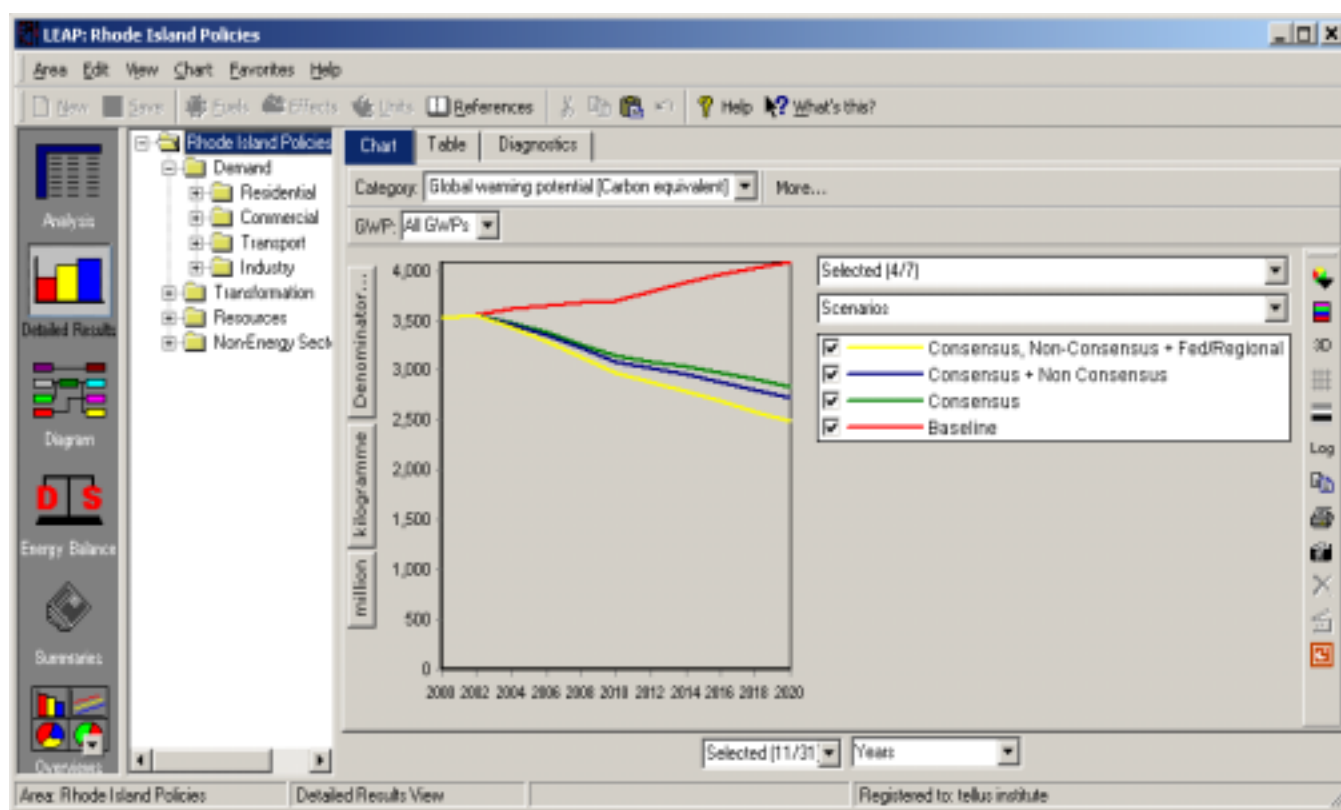 LEAP: Rhode Island Policies
Area Edit View Chart Favorites Help
New Save Fuels Effects Units References Help What's this?
Analysis
Detailed Results
Diagram
D S
Energy Balance
Summaries
Overviews
Rhode Island Policies
Demand
Residential
Commercial
Transport
Industry
Transformation
Resources
Non-Energy Sect
Chart Table Diagnostics
Category: Global warming potential [Carbon equivalent] More...
GWP: All GWPs
Denominator...
kilogramme
million
4,000
3,500
3,000
2,500
2,000
1,500
1,000
500
0
2000 2002 2004 2006 2008 2010 2012 2014 2016 2018 2020
Selected (4/7)
Scenarios
Consensus, Non-Consensus + Fed/Regional
Consensus + Non Consensus
Consensus
Baseline
3D
Log
Selected (11/31) Years
Area: Rhode Island Policies Detailed Results View Registered to: tellus institute